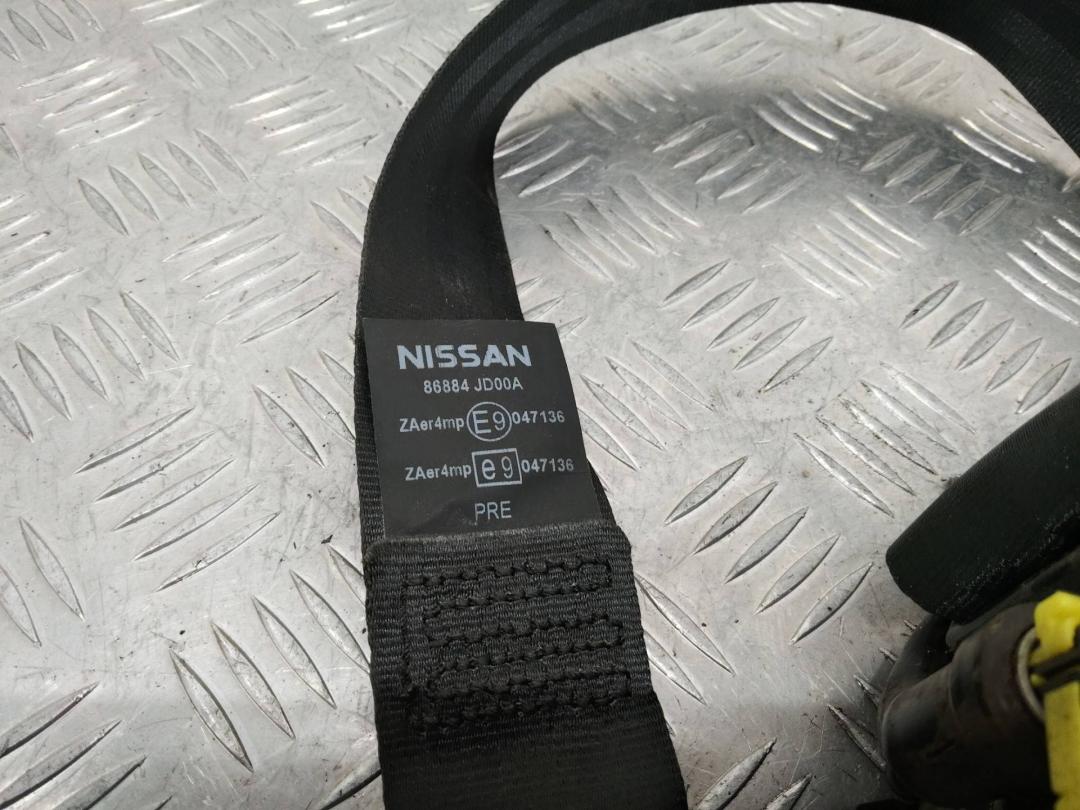 NISSAN
86884 JD00A
ZAer4mp E9 047136
ZAer4mp e9 047136
PRE